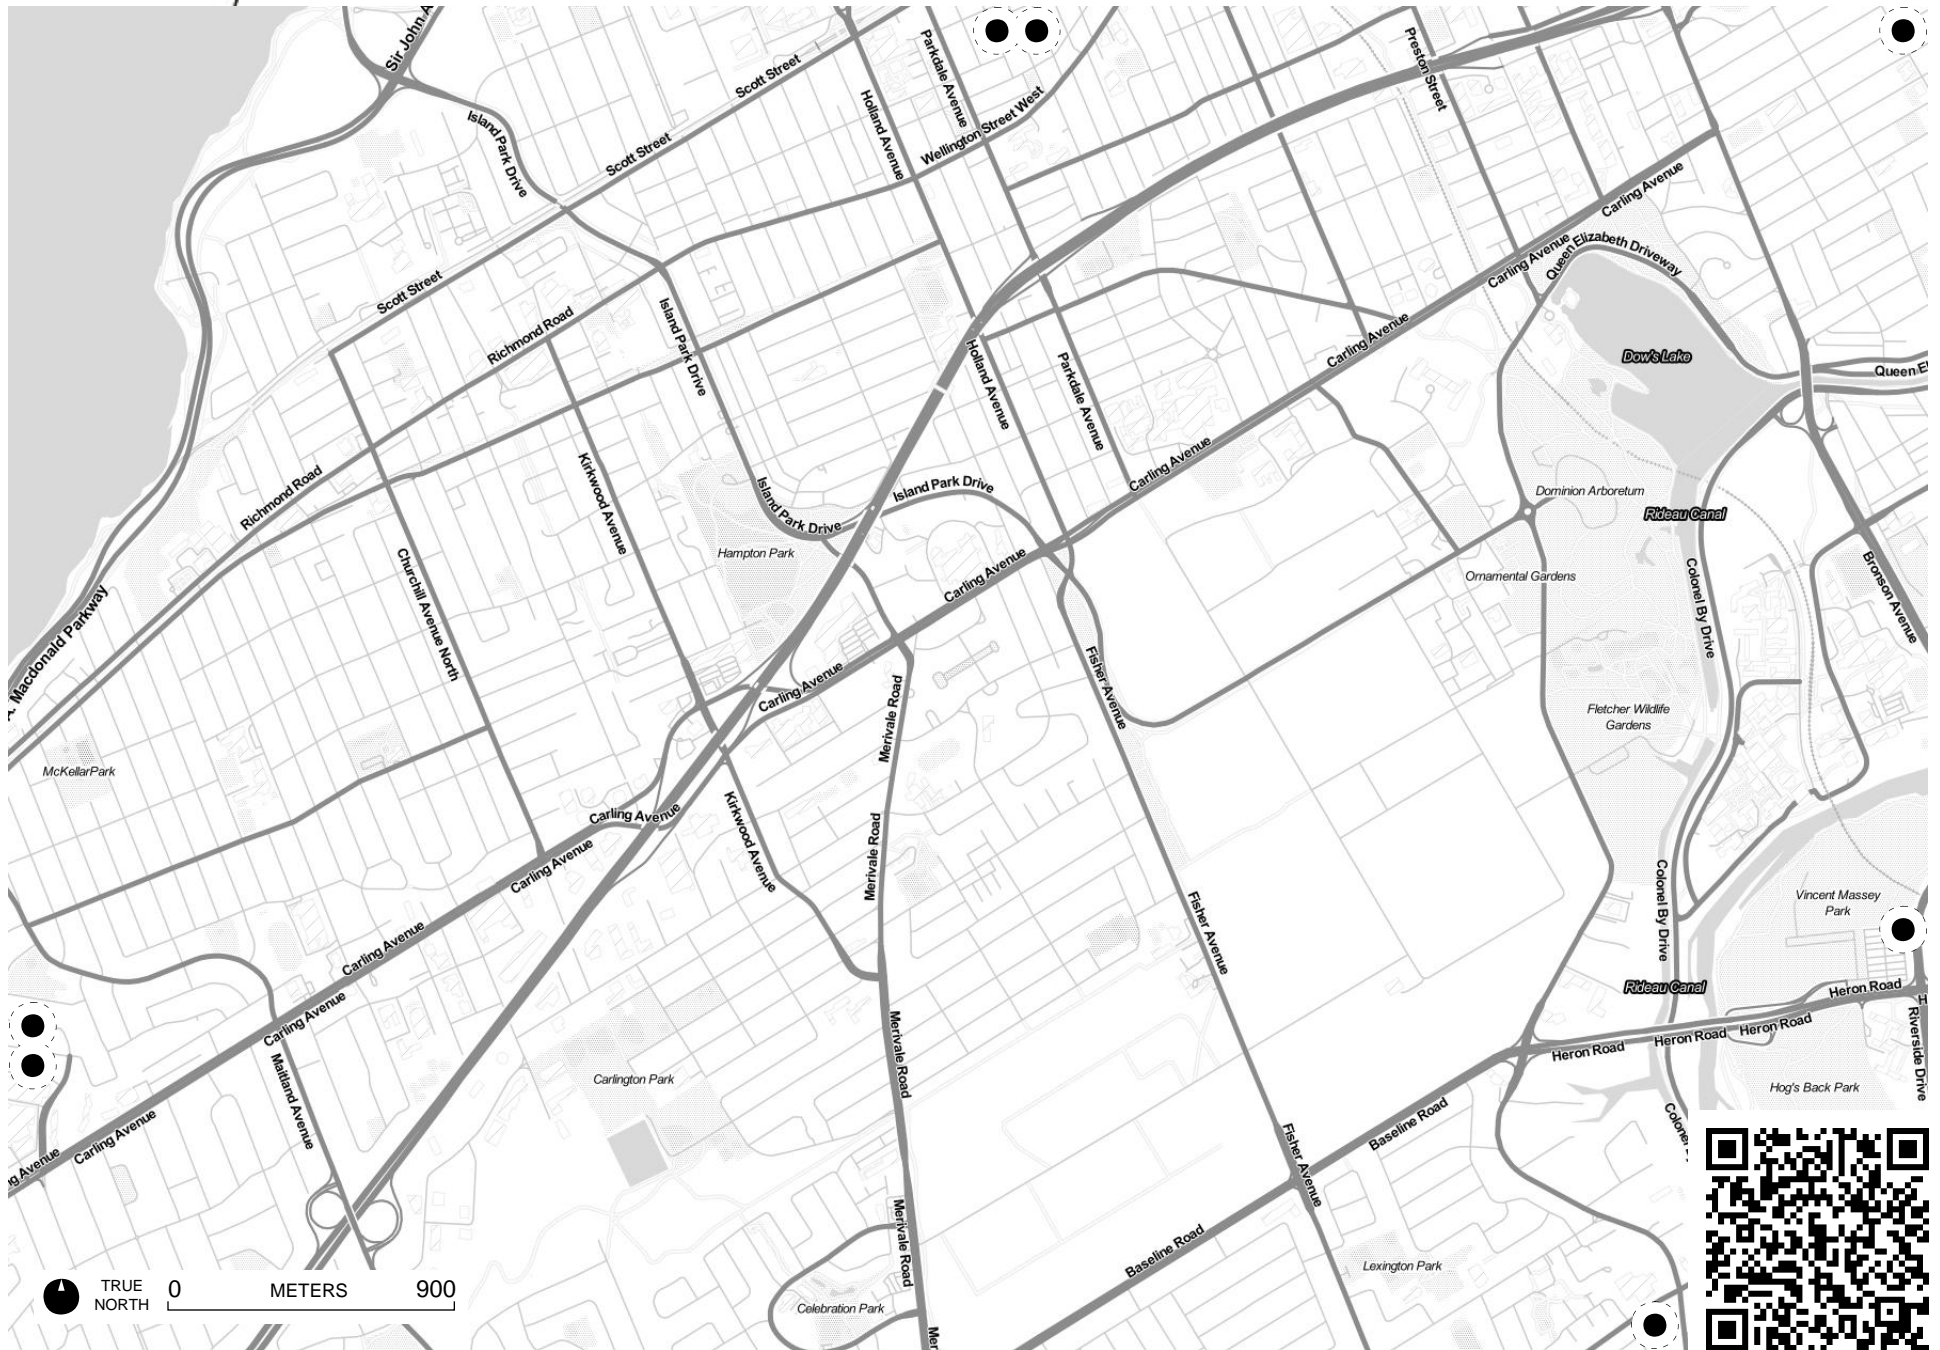 Sir John A
. Macdonald Parkway
Scott Street
Scott Street
Scott Street
Island Park Drive
Parkdale Avenue
Holland Avenue
Wellington Street West
Preston Street
Carling Avenue
Carling Avenue
Queen Elizabeth Driveway
Richmond Road
Island Park Drive
Holland Avenue
Parkdale Avenue
Carling Avenue
Dow's Lake
Queen El
Richmond Road
Kirkwood Avenue
Island Park Drive
Island Park Drive
Carling Avenue
Dominion Arboretum
Rideau Canal
Hampton Park
Churchill Avenue North
Carling Avenue
Ornamental Gardens
Colonel By Drive
Bronson Avenue
Carling Avenue
Merivale Road
Fisher Avenue
Fletcher Wildlife
Gardens
McKellarPark
Carling Avenue
Carling Avenue
Kirkwood Avenue
Merivale Road
Fisher Avenue
Colonel By Drive
Vincent Massey
Park
Carling Avenue
Carling Avenue
Rideau Canal
Heron Road
Heron Road
Heron Road
Heron Road
H
Riverside Drive
Maitland Avenue
Merivale Road
Carlington Park
Hog's Back Park
Carling Avenue
ng Avenue
Baseline Road
Fisher Avenue
Colonel
Merivale Road
Baseline Road
Lexington Park
Celebration Park
Mer
TRUE
NORTH
0 METERS 900